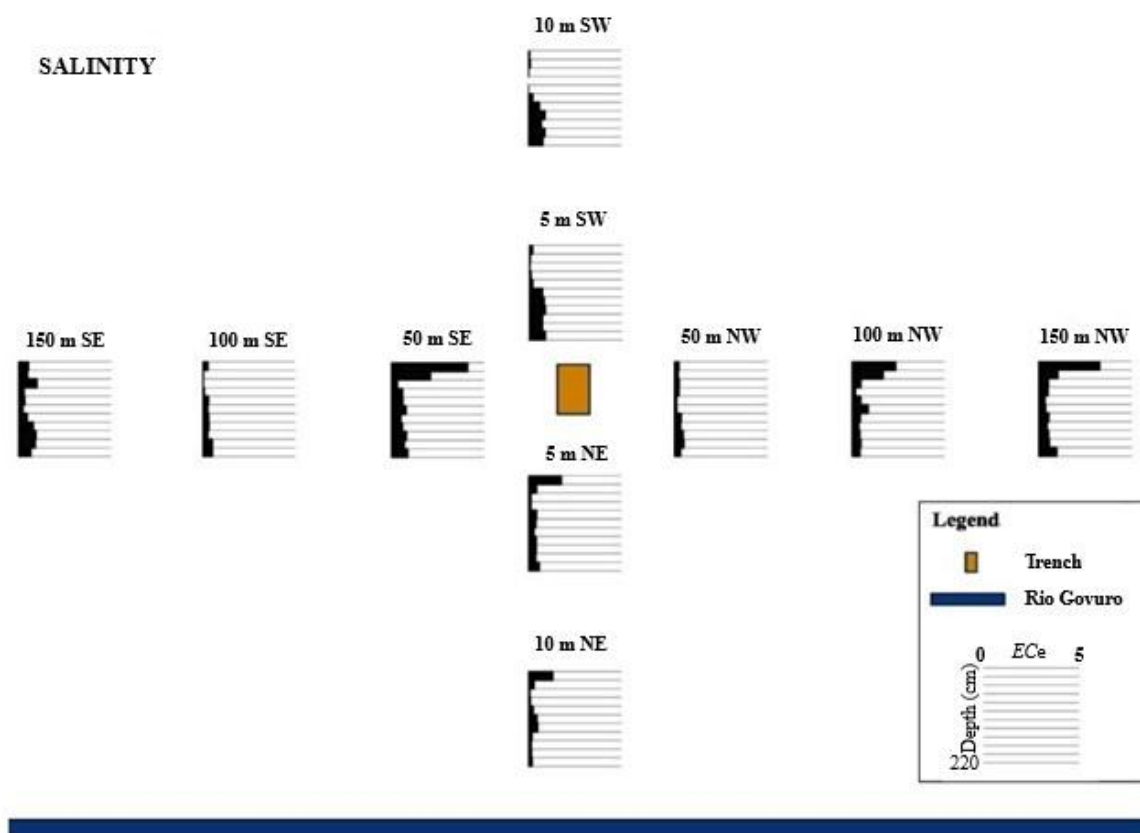 10 m SW
SALINITY
5 m SW
150 m SE
100 m SE
50 m SE
50 m NW
100 m NW
150 m NW
5 m NE
Legend
Trench
Rio Govuro
0 ECe 5
Depth (cm)
220
10 m NE